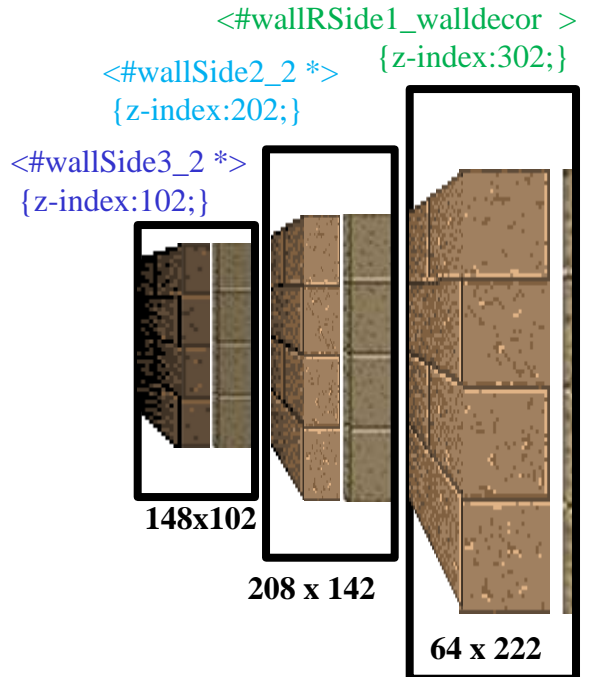 <#wallRSide1_walldecor >
{z-index:302;}
<#wallSide2_2 *>
{z-index:202;}
<#wallSide3_2 *>
{z-index:102;}
148x102
208 x 142
64 x 222